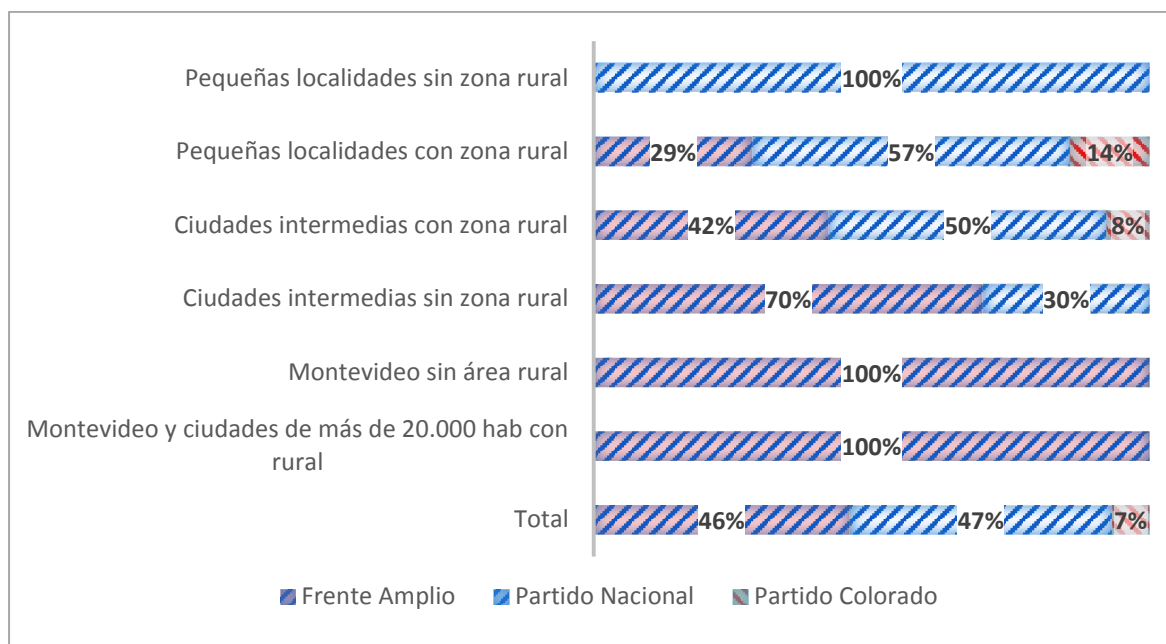 Pequeñas localidades sin zona rural
100%
Pequeñas localidades con zona rural
29% 57% 14%
Ciudades intermedias con zona rural
42% 50% 8%
Ciudades intermedias sin zona rural
70% 30%
Montevideo sin área rural
100%
Montevideo y ciudades de más de 20.000 hab con
rural
100%
Total
46% 47% 7%
Frente Amplio Partido Nacional Partido Colorado